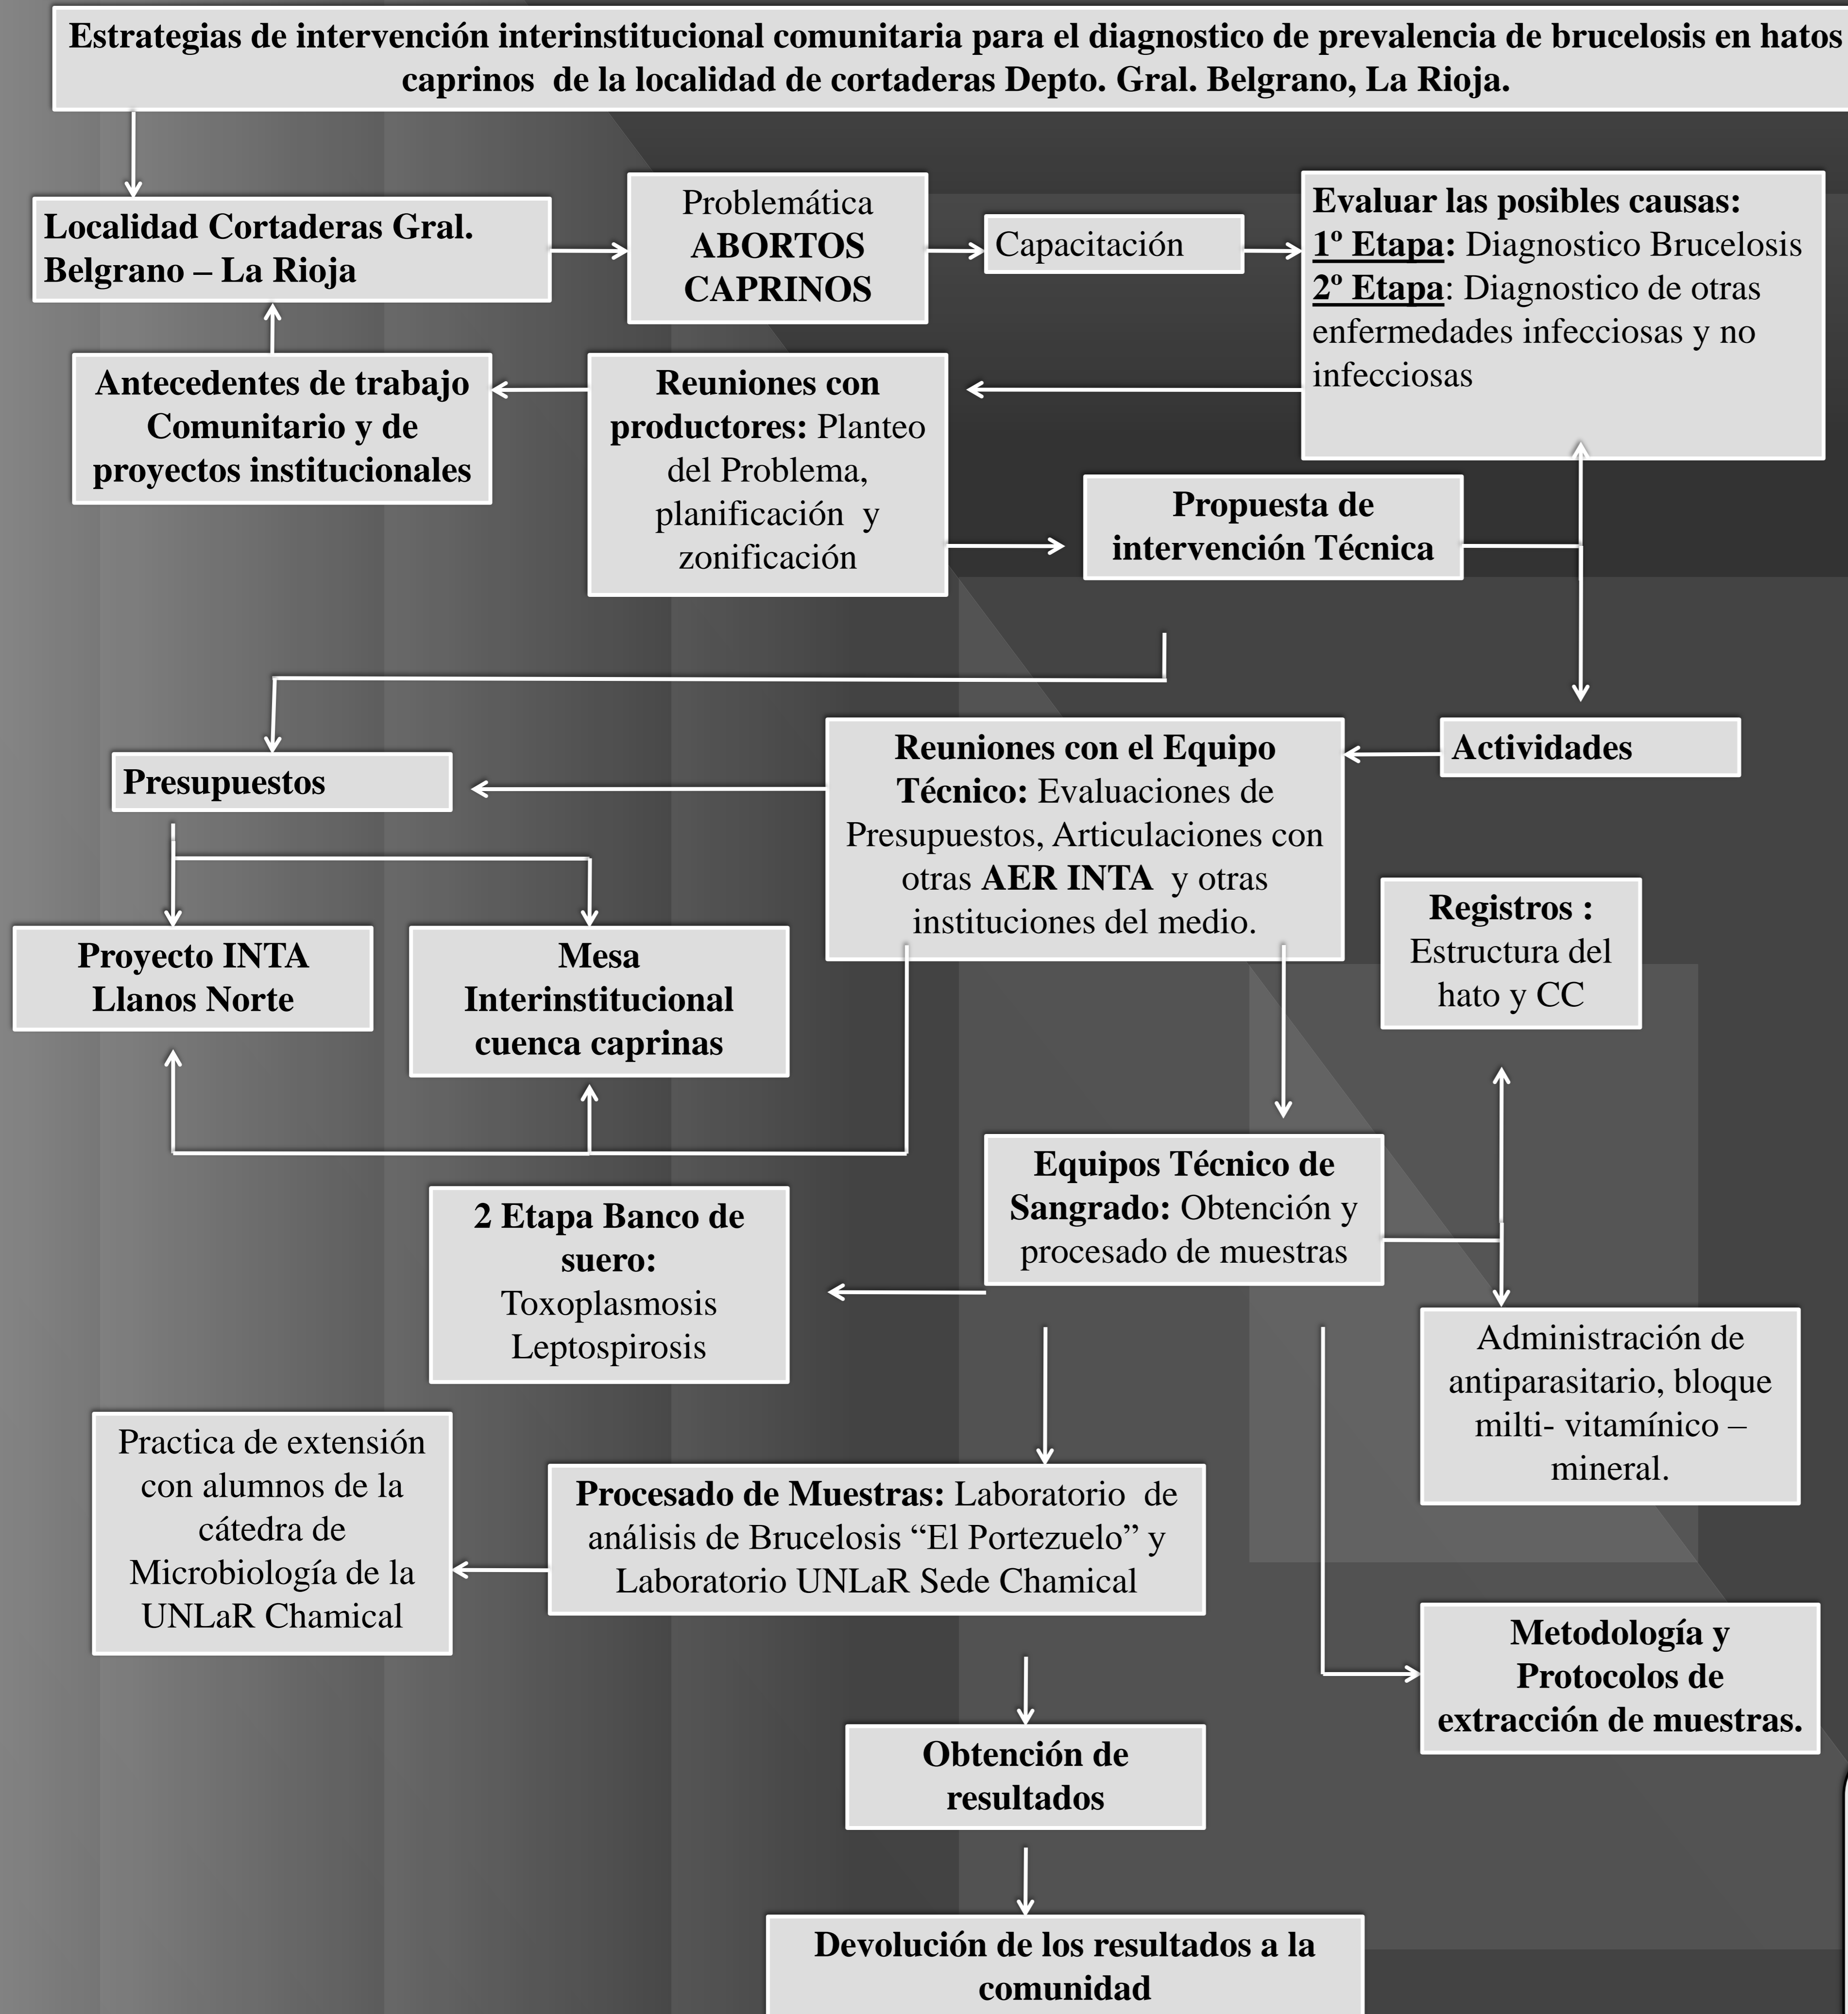 Estrategias de intervención interinstitucional comunitaria para el diagnostico de prevalencia de brucelosis en hatos
caprinos de la localidad de cortaderas Depto. Gral. Belgrano, La Rioja.
Localidad Cortaderas Gral.
Belgrano – La Rioja
Problemática
ABORTOS
CAPRINOS
Capacitación
Evaluar las posibles causas:
1º Etapa: Diagnostico Brucelosis
2º Etapa: Diagnostico de otras
enfermedades infecciosas y no
infecciosas
Antecedentes de trabajo
Comunitario y de
proyectos institucionales
Reuniones con
productores: Planteo
del Problema,
planificación y
zonificación
Propuesta de
intervención Técnica
Presupuestos
Reuniones con el Equipo
Técnico: Evaluaciones de
Presupuestos, Articulaciones con
otras AER INTA y otras
instituciones del medio.
Actividades
Registros :
Estructura del
hato y CC
Proyecto INTA
Llanos Norte
Mesa
Interinstitucional
cuenca caprinas
Equipos Técnico de
Sangrado: Obtención y
procesado de muestras
2 Etapa Banco de
suero:
Toxoplasmosis
Leptospirosis
Administración de
antiparasitario, bloque
milti- vitamínico –
mineral.
Practica de extensión
con alumnos de la
cátedra de
Microbiología de la
UNLaR Chamical
Procesado de Muestras: Laboratorio de
análisis de Brucelosis “El Portezuelo” y
Laboratorio UNLaR Sede Chamical
Metodología y
Protocolos de
extracción de muestras.
Obtención de
resultados
Devolución de los resultados a la
comunidad